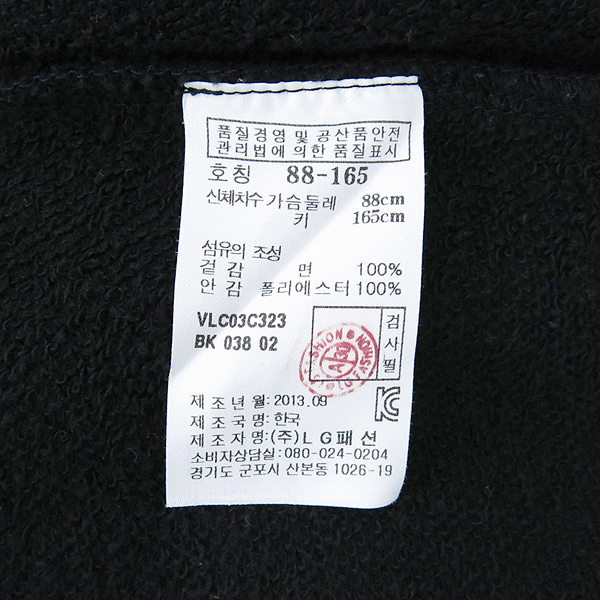 품질경영 및 공산품안전
관리법에 의한 품질표시
호칭 88-165
신체치수 가슴둘레 88cm
키 165cm
섬유의 조성
겉감 면 100%
안감 폴리에스터 100%
VLC03C323
BK 038 02
검사필
제조년월: 2013.09
제조국명: 한국
제조자명: (주)LG패션
소비자상담실: 080-024-0204
경기도 군포시 산본동 1026-19